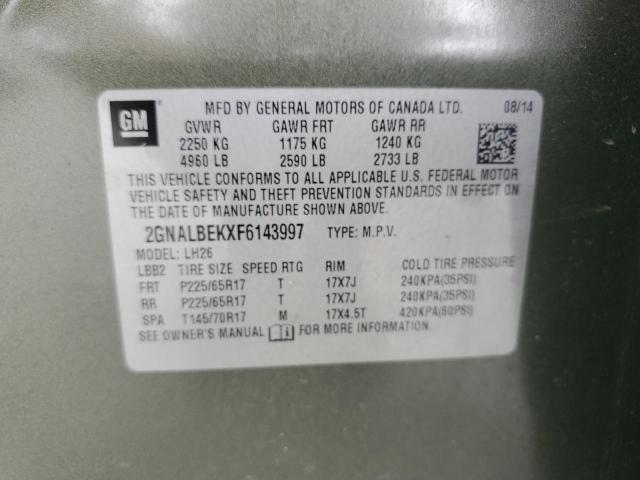 GM
MFD BY GENERAL MOTORS OF CANADA LTD. 08/14
GVWR GAWR FRT GAWR RR
2250 KG 1175 KG 1240 KG
4960 LB 2590 LB 2733 LB
THIS VEHICLE CONFORMS TO ALL APPLICABLE U.S. FEDERAL MOTOR
VEHICLE SAFETY AND THEFT PREVENTION STANDARDS IN EFFECT ON
THE DATE OF MANUFACTURE SHOWN ABOVE.
2GNALBEKXF6143997 TYPE: M.P.V.
MODEL: LH26
LBB2 TIRE SIZE SPEED RTG RIM COLD TIRE PRESSURE
FRT P225/65R17 T 17X7J 240KPA(35PSI)
RR P225/65R17 T 17X7J 240KPA(35PSI)
SPA T145/70R17 M 17X4.5T 420KPA(60PSI)
SEE OWNER'S MANUAL FOR MORE INFORMATION.